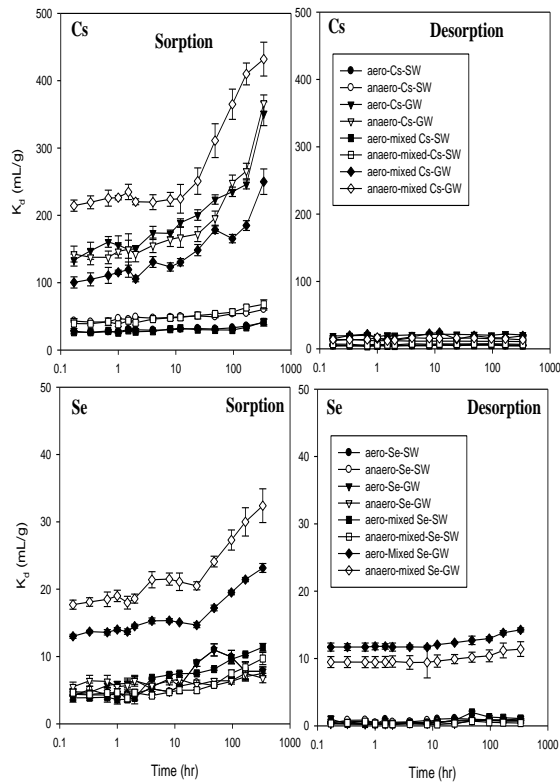 Cs
Sorption
K_d (mL/g)
500
400
300
200
100
0
0.1 1 10 100 1000
Cs
Desorption
aero-Cs-SW
anaero-Cs-SW
aero-Cs-GW
anaero-Cs-GW
aero-mixed Cs-SW
anaero-mixed-Cs-SW
aero-mixed Cs-GW
anaero-mixed Cs-GW
500
400
300
200
100
0
0.1 1 10 100 1000
Se
Sorption
K_d (mL/g)
50
40
30
20
10
0
0.1 1 10 100 1000
Time (hr)
Se
Desorption
aero-Se-SW
anaero-Se-SW
aero-Se-GW
anaero-Se-GW
aero-mixed Se-SW
anaero-mixed-Se-SW
aero-Mixed Se-GW
anaero-mixed Se-GW
50
40
30
20
10
0
0.1 1 10 100 1000
Time (hr)